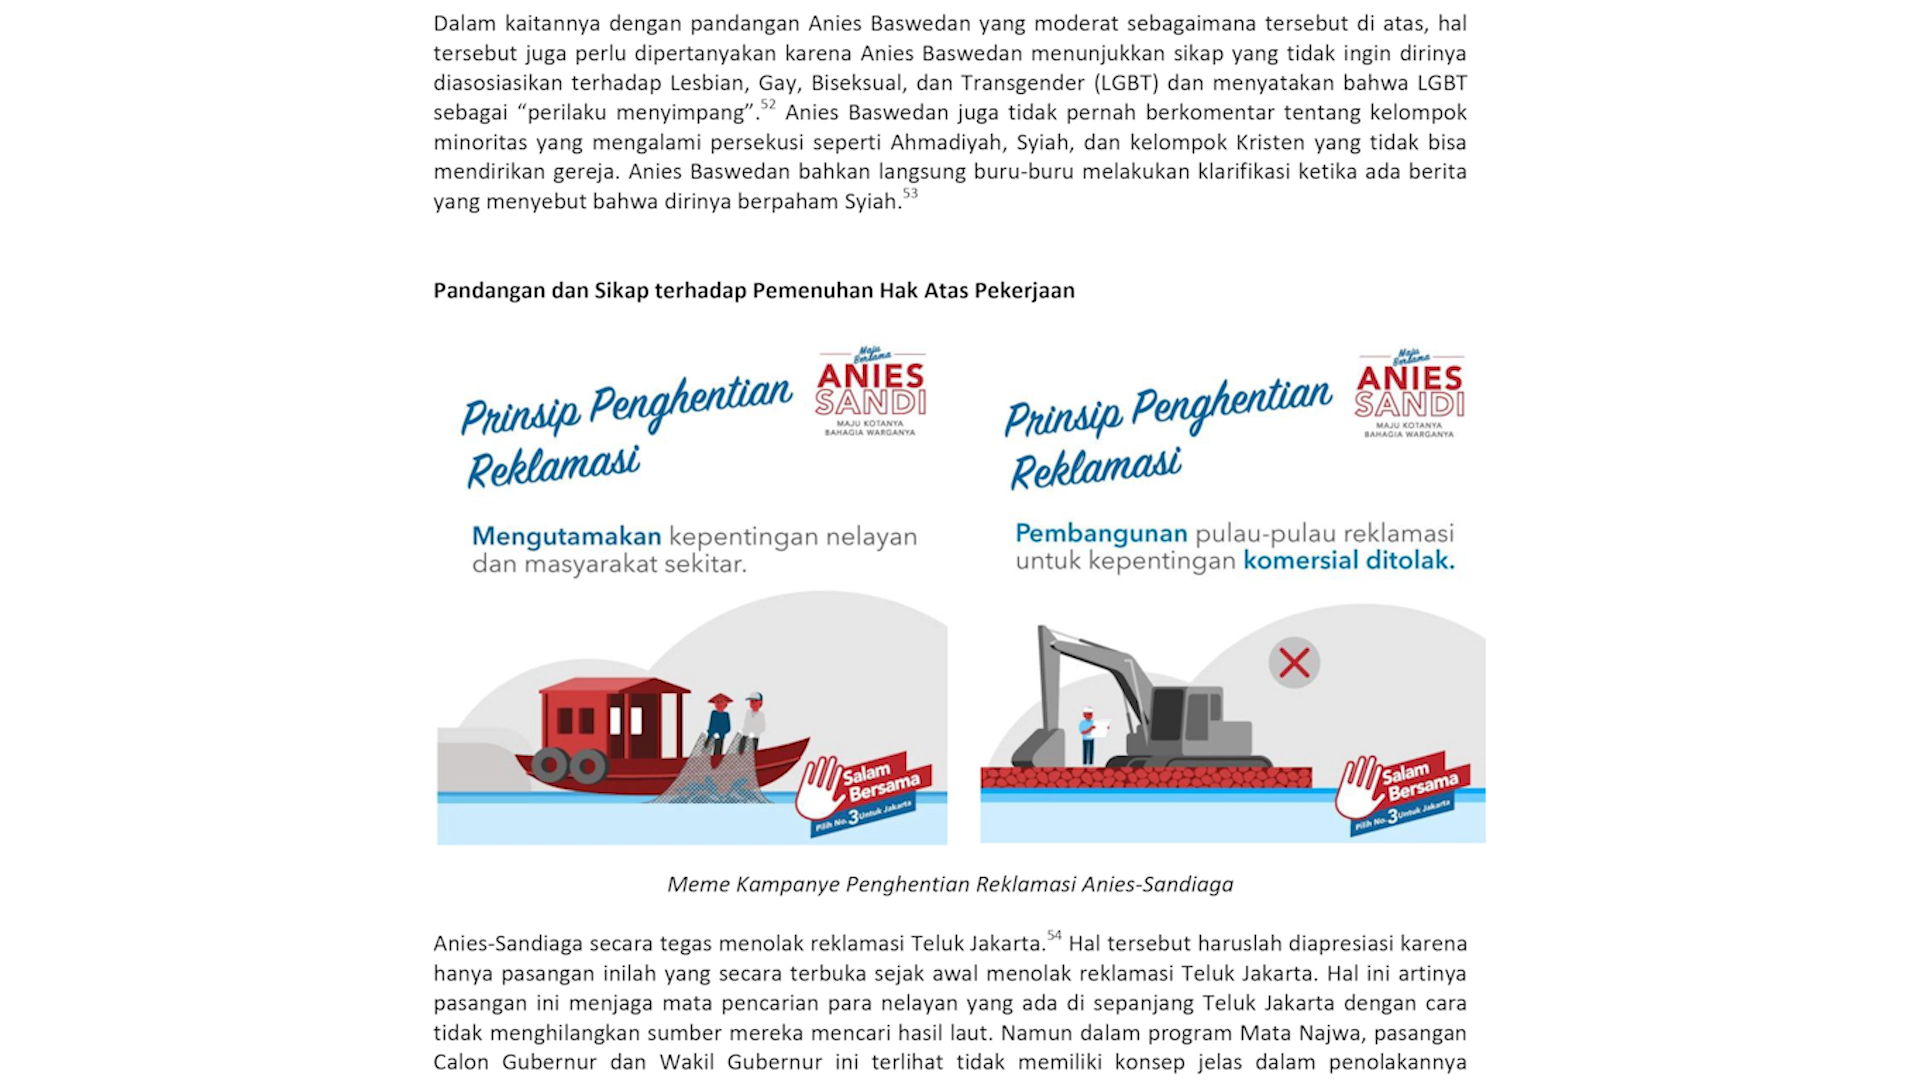 Dalam kaitannya dengan pandangan Anies Baswedan yang moderat sebagaimana tersebut di atas, hal
tersebut juga perlu dipertanyakan karena Anies Baswedan menunjukkan sikap yang tidak ingin dirinya
diasosiasikan terhadap Lesbian, Gay, Biseksual, dan Transgender (LGBT) dan menyatakan bahwa LGBT
sebagai “perilaku menyimpang”.52 Anies Baswedan juga tidak pernah berkomentar tentang kelompok
minoritas yang mengalami persekusi seperti Ahmadiyah, Syiah, dan kelompok Kristen yang tidak bisa
mendirikan gereja. Anies Baswedan bahkan langsung buru-buru melakukan klarifikasi ketika ada berita
yang menyebut bahwa dirinya berpaham Syiah.53
Pandangan dan Sikap terhadap Pemenuhan Hak Atas Pekerjaan
Prinsip Penghentian
Reklamasi
Maju
Bersama
ANIES
SANDI
MAJU KOTANYA
BAHAGIA WARGANYA
Mengutamakan kepentingan nelayan
dan masyarakat sekitar.
Salam
Bersama
Pilih No. 3 Untuk Jakarta
Prinsip Penghentian
Reklamasi
Maju
Bersama
ANIES
SANDI
MAJU KOTANYA
BAHAGIA WARGANYA
Pembangunan pulau-pulau reklamasi
untuk kepentingan komersial ditolak.
Salam
Bersama
Pilih No. 3 Untuk Jakarta
Meme Kampanye Penghentian Reklamasi Anies-Sandiaga
Anies-Sandiaga secara tegas menolak reklamasi Teluk Jakarta.54 Hal tersebut haruslah diapresiasi karena
hanya pasangan inilah yang secara terbuka sejak awal menolak reklamasi Teluk Jakarta. Hal ini artinya
pasangan ini menjaga mata pencarian para nelayan yang ada di sepanjang Teluk Jakarta dengan cara
tidak menghilangkan sumber mereka mencari hasil laut. Namun dalam program Mata Najwa, pasangan
Calon Gubernur dan Wakil Gubernur ini terlihat tidak memiliki konsep jelas dalam penolakannya